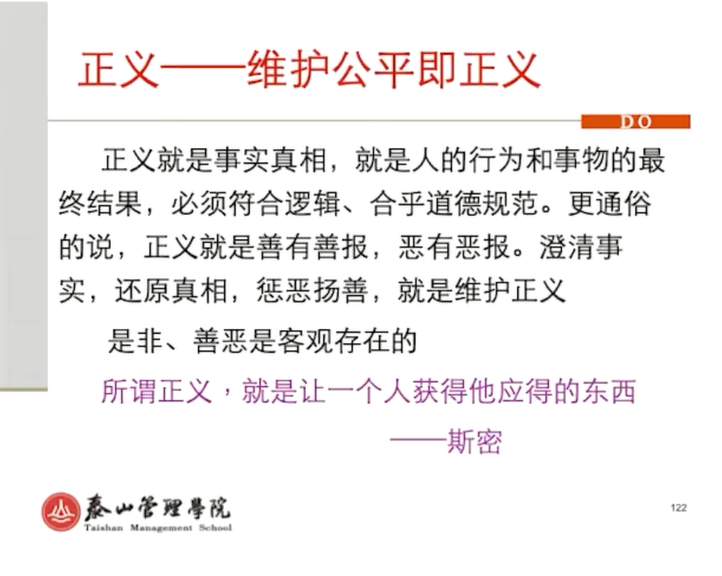 正义——维护公平即正义
DO
正义就是事实真相，就是人的行为和事物的最
终结果，必须符合逻辑、合乎道德规范。更通俗
的说，正义就是善有善报，恶有恶报。澄清事
实，还原真相，惩恶扬善，就是维护正义
是非、善恶是客观存在的
所谓正义，就是让一个人获得他应得的东西
——斯密
泰山管理學院
Taishan Management School
122